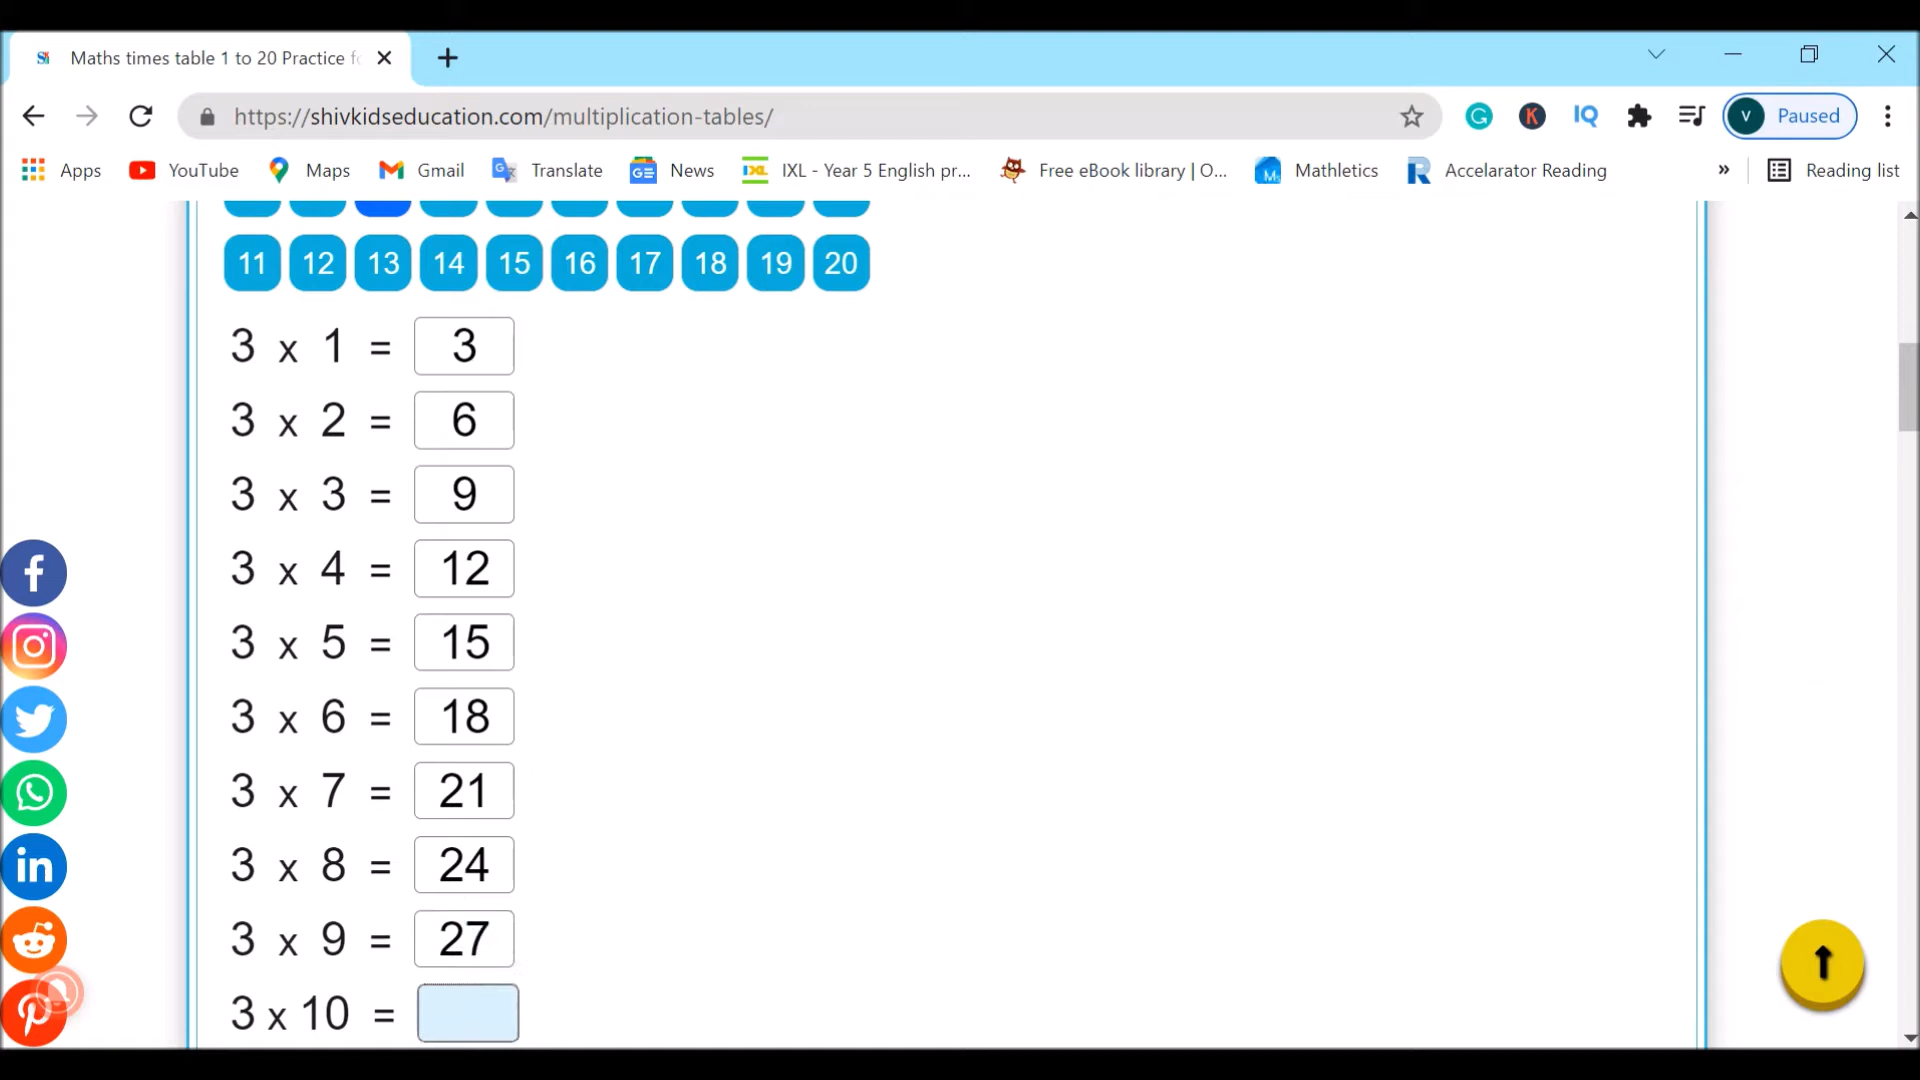 Maths times table 1 to 20 Practice fo
https://shivkidseducation.com/multiplication-tables/
IQ
V Paused
Apps YouTube Maps Gmail Translate News IXL - Year 5 English pr... Free eBook library | O... Mathletics Accelarator Reading » Reading list
11 12 13 14 15 16 17 18 19 20
3 x 1 = 3
3 x 2 = 6
3 x 3 = 9
3 x 4 = 12
3 x 5 = 15
3 x 6 = 18
3 x 7 = 21
3 x 8 = 24
3 x 9 = 27
3 x 10 =